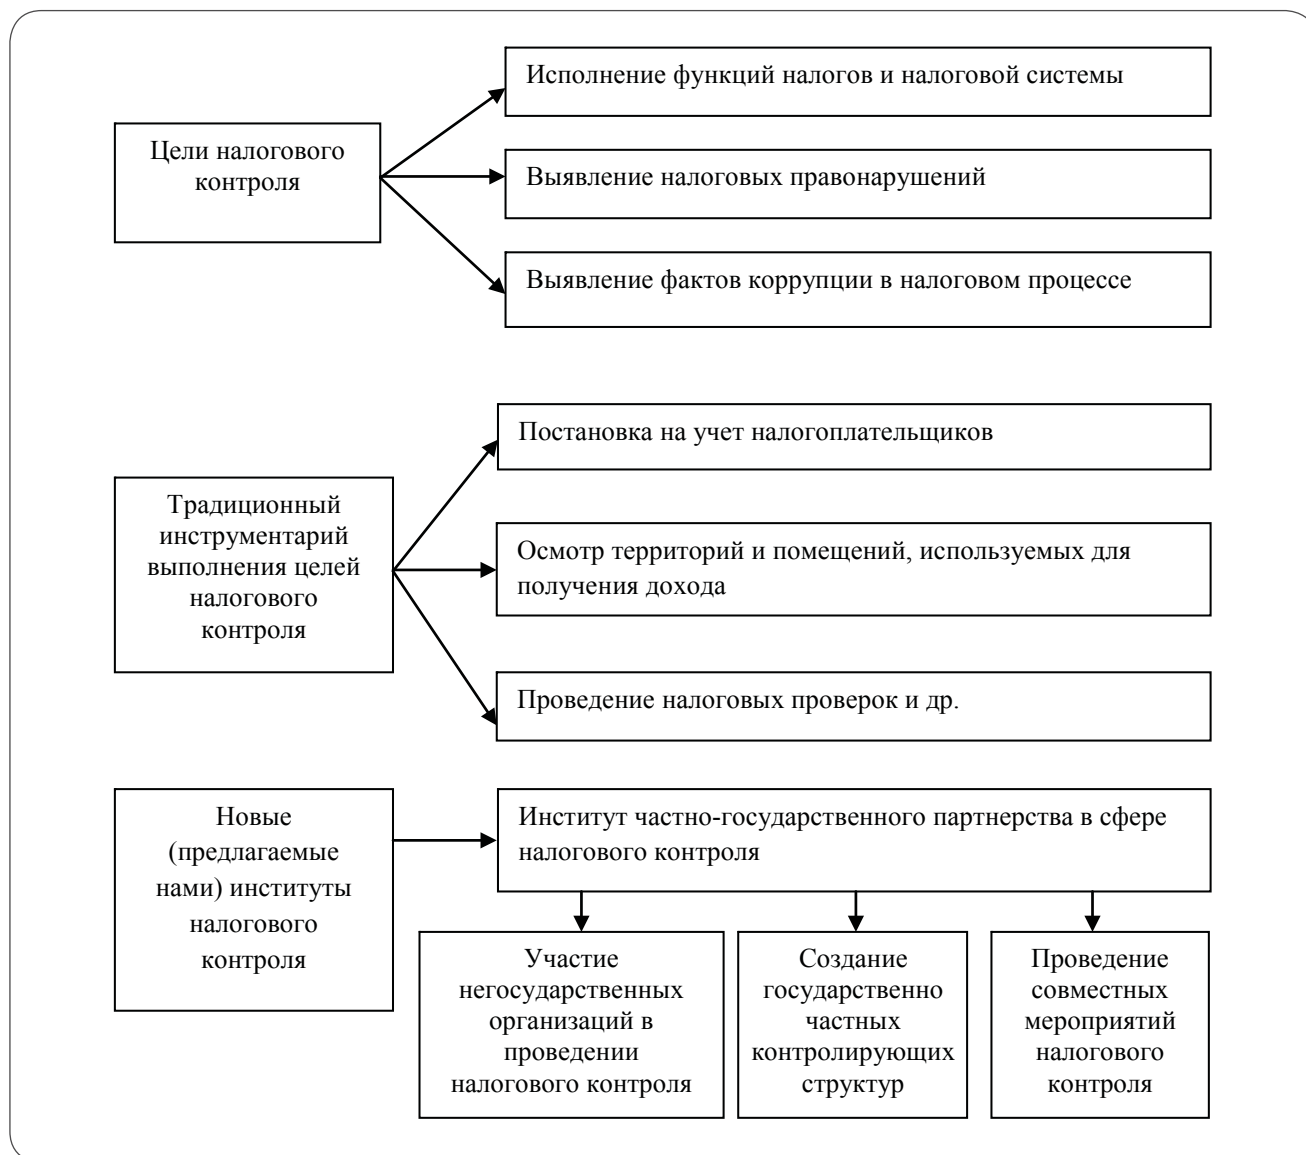 Исполнение функций налогов и налоговой системы
Цели налогового
контроля
Выявление налоговых правонарушений
Выявление фактов коррупции в налоговом процессе
Постановка на учет налогоплательщиков
Традиционный
инструментарий
выполнения целей
налогового
контроля
Осмотр территорий и помещений, используемых для
получения дохода
Проведение налоговых проверок и др.
Новые
(предлагаемые
нами) институты
налогового
контроля
Институт частно-государственного партнерства в сфере
налогового контроля
Участие
негосударственных
организаций в
проведении
налогового контроля
Создание
государственно
частных
контролирующих
структур
Проведение
совместных
мероприятий
налогового
контроля